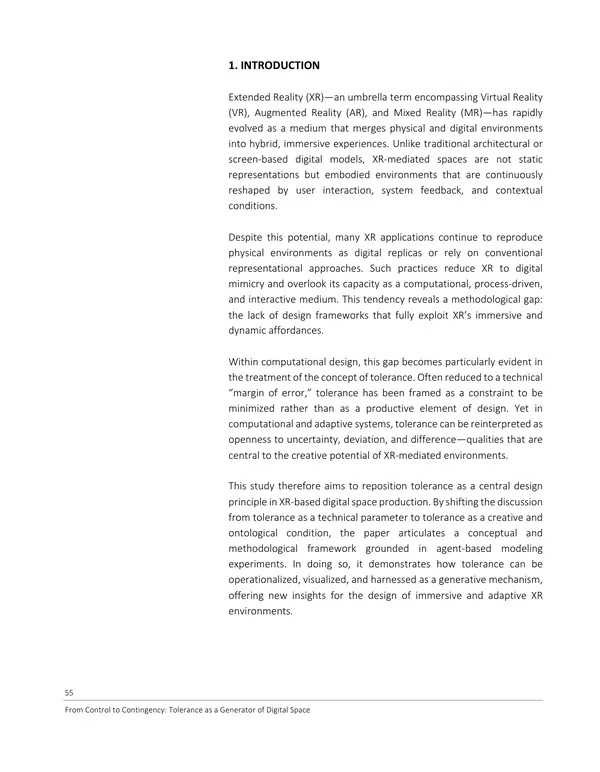 1. INTRODUCTION
Extended Reality (XR)—an umbrella term encompassing Virtual Reality
(VR), Augmented Reality (AR), and Mixed Reality (MR)—has rapidly
evolved as a medium that merges physical and digital environments
into hybrid, immersive experiences. Unlike traditional architectural or
screen-based digital models, XR-mediated spaces are not static
representations but embodied environments that are continuously
reshaped by user interaction, system feedback, and contextual
conditions.
Despite this potential, many XR applications continue to reproduce
physical environments as digital replicas or rely on conventional
representational approaches. Such practices reduce XR to digital
mimicry and overlook its capacity as a computational, process-driven,
and interactive medium. This tendency reveals a methodological gap:
the lack of design frameworks that fully exploit XR’s immersive and
dynamic affordances.
Within computational design, this gap becomes particularly evident in
the treatment of the concept of tolerance. Often reduced to a technical
“margin of error,” tolerance has been framed as a constraint to be
minimized rather than as a productive element of design. Yet in
computational and adaptive systems, tolerance can be reinterpreted as
openness to uncertainty, deviation, and difference—qualities that are
central to the creative potential of XR-mediated environments.
This study therefore aims to reposition tolerance as a central design
principle in XR-based digital space production. By shifting the discussion
from tolerance as a technical parameter to tolerance as a creative and
ontological condition, the paper articulates a conceptual and
methodological framework grounded in agent-based modeling
experiments. In doing so, it demonstrates how tolerance can be
operationalized, visualized, and harnessed as a generative mechanism,
offering new insights for the design of immersive and adaptive XR
environments.
55
From Control to Contingency: Tolerance as a Generator of Digital Space